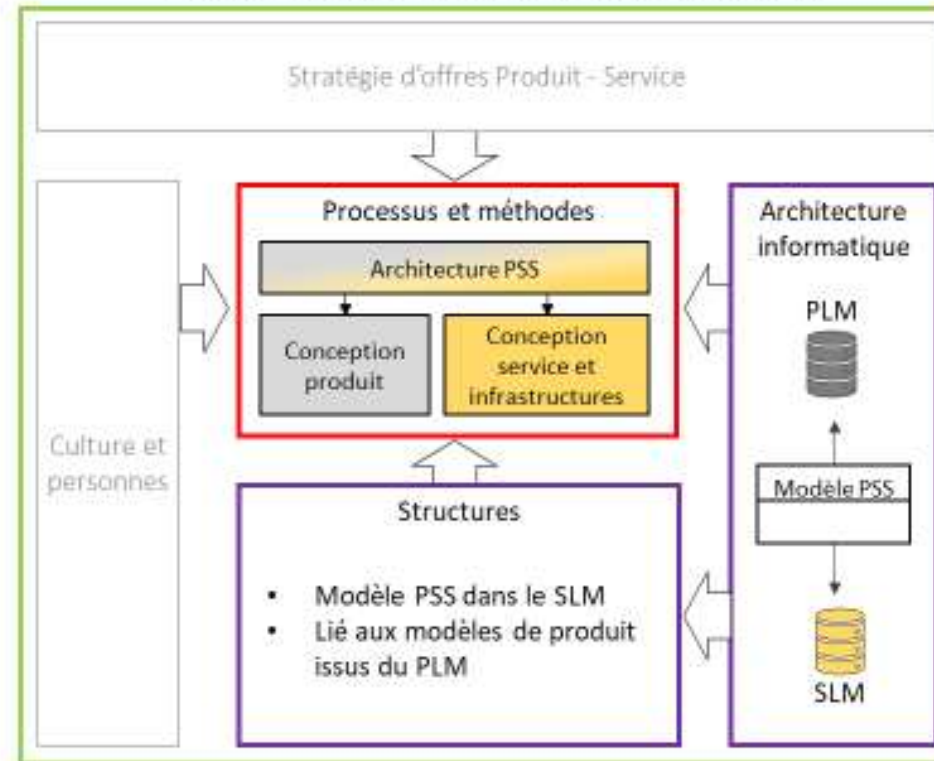 Stratégie d'offres Produit - Service
Culture et
personnes
Processus et méthodes
Architecture PSS
Conception
produit
Conception
service et
infrastructures
Structures
• Modèle PSS dans le SLM
• Lié aux modèles de produit
issus du PLM
Architecture
informatique
PLM
Modèle PSS
SLM